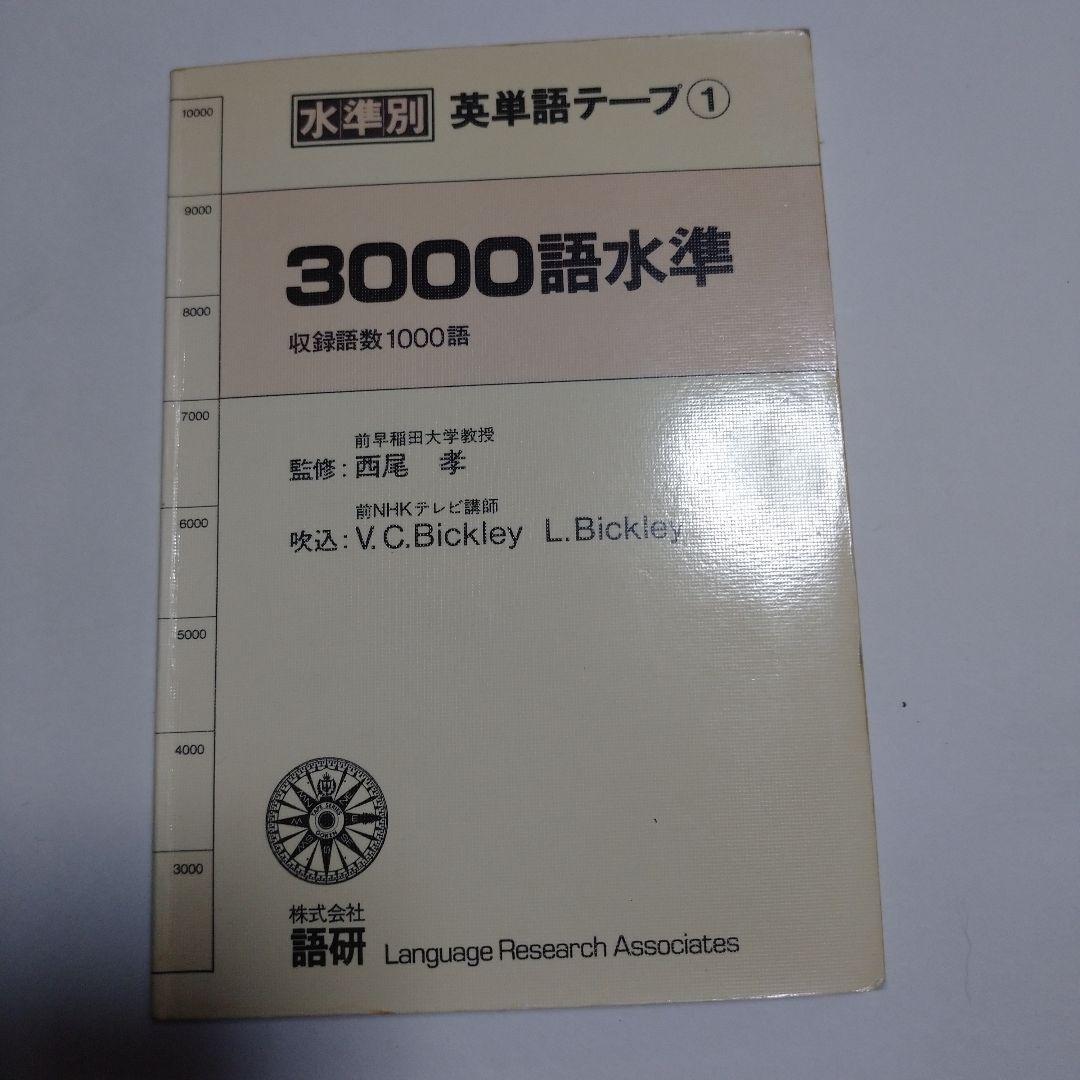 水準別 英単語テープ①
3000語水準
収録語数1000語
前早稲田大学教授
監修:西尾 孝
前NHKテレビ講師
吹込:V.C.Bickley L.Bickley
10000
9000
8000
7000
6000
5000
4000
3000
TAPE SERIES
GOKEN
株式会社
語研 Language Research Associates